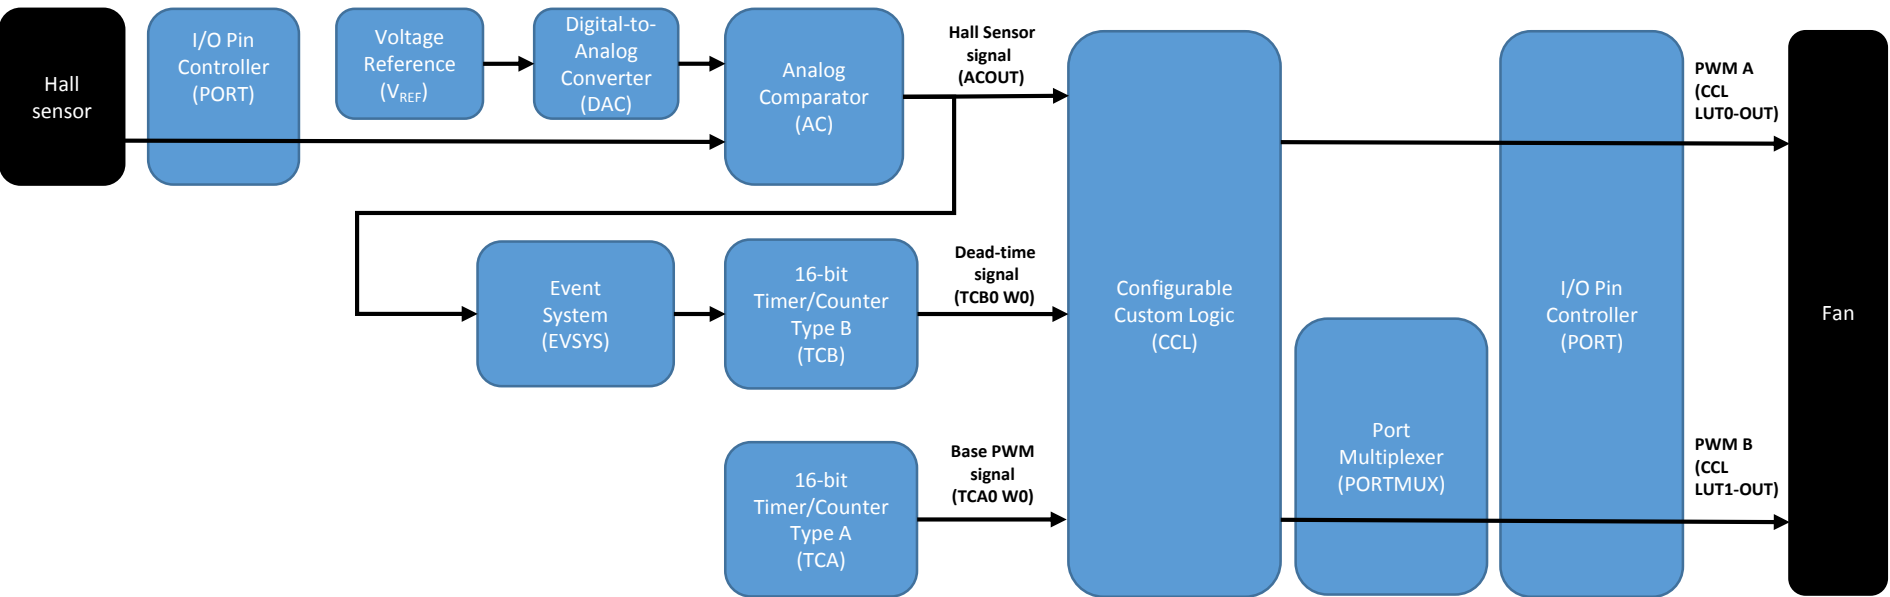 Hall
sensor
I/O Pin
Controller
(PORT)
Voltage
Reference
(VREF)
Digital-to-
Analog
Converter
(DAC)
Analog
Comparator
(AC)
Hall Sensor
signal
(ACOUT)
Event
System
(EVSYS)
16-bit
Timer/Counter
Type B
(TCB)
Dead-time
signal
(TCB0 W0)
16-bit
Timer/Counter
Type A
(TCA)
Base PWM
signal
(TCA0 W0)
Configurable
Custom Logic
(CCL)
Port
Multiplexer
(PORTMUX)
I/O Pin
Controller
(PORT)
PWM A
(CCL
LUT0-OUT)
PWM B
(CCL
LUT1-OUT)
Fan